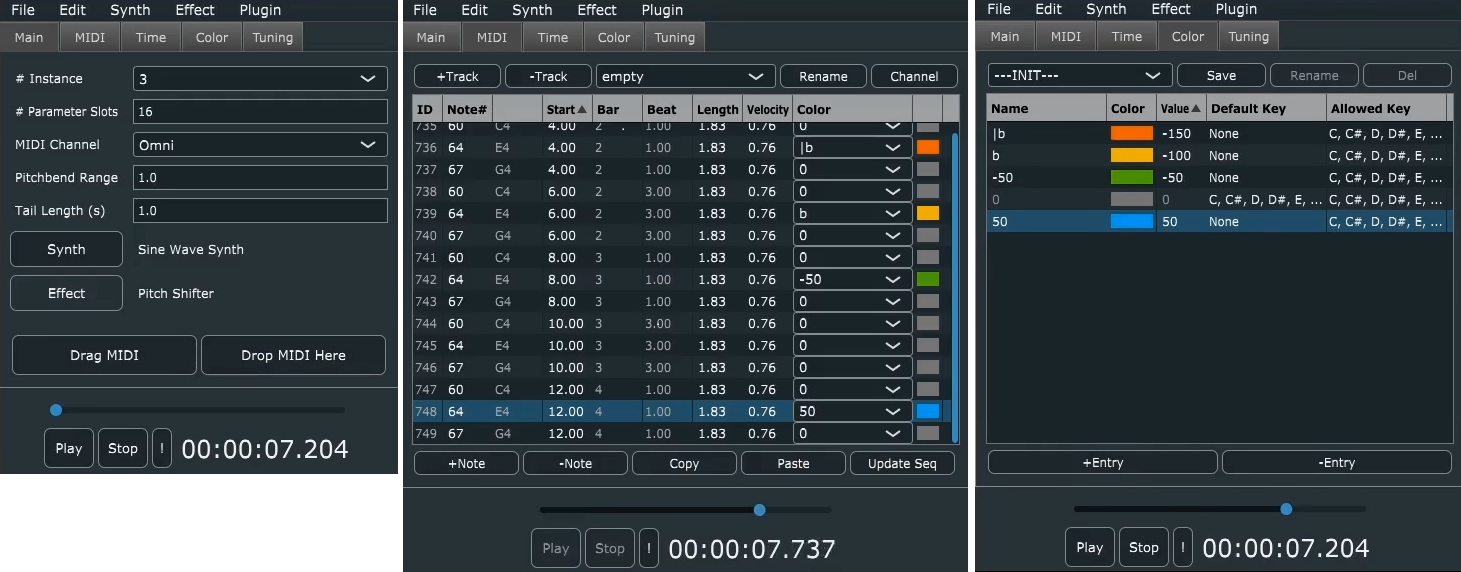 File Edit Synth Effect Plugin
Main MIDI Time Color Tuning
# Instance 3
# Parameter Slots 16
MIDI Channel Omni
Pitchbend Range 1.0
Tail Length (s) 1.0
Synth Sine Wave Synth
Effect Pitch Shifter
Drag MIDI Drop MIDI Here
Play Stop ! 00:00:07.204
File Edit Synth Effect Plugin
Main MIDI Time Color Tuning
+Track -Track empty Rename Channel
ID Note# Start Bar Beat Length Velocity Color
735 60 C4 4.00 2 1.00 1.83 0.76 0
736 64 E4 4.00 2 1.00 1.83 0.76 |b
737 67 G4 4.00 2 1.00 1.83 0.76 0
738 60 C4 6.00 2 3.00 1.83 0.76 0
739 64 E4 6.00 2 3.00 1.83 0.76 b
740 67 G4 6.00 2 3.00 1.83 0.76 0
741 60 C4 8.00 3 1.00 1.83 0.76 0
742 64 E4 8.00 3 1.00 1.83 0.76 -50
743 67 G4 8.00 3 1.00 1.83 0.76 0
744 60 C4 10.00 3 3.00 1.83 0.76 0
745 64 E4 10.00 3 3.00 1.83 0.76 0
746 67 G4 10.00 3 3.00 1.83 0.76 0
747 60 C4 12.00 4 1.00 1.83 0.76 0
748 64 E4 12.00 4 1.00 1.83 0.76 50
749 67 G4 12.00 4 1.00 1.83 0.76 0
+Note -Note Copy Paste Update Seq
Play Stop ! 00:00:07.737
File Edit Synth Effect Plugin
Main MIDI Time Color Tuning
---INIT--- Save Rename Del
Name Color Value Default Key Allowed Key
|b -150 None C, C#, D, D#, E, ...
b -100 None C, C#, D, D#, E, ...
-50 -50 None C, C#, D, D#, E, ...
0 0 C, C#, D, D#, E, ... C, C#, D, D#, E, ...
50 50 None C, C#, D, D#, E, ...
+Entry -Entry
Play Stop ! 00:00:07.204